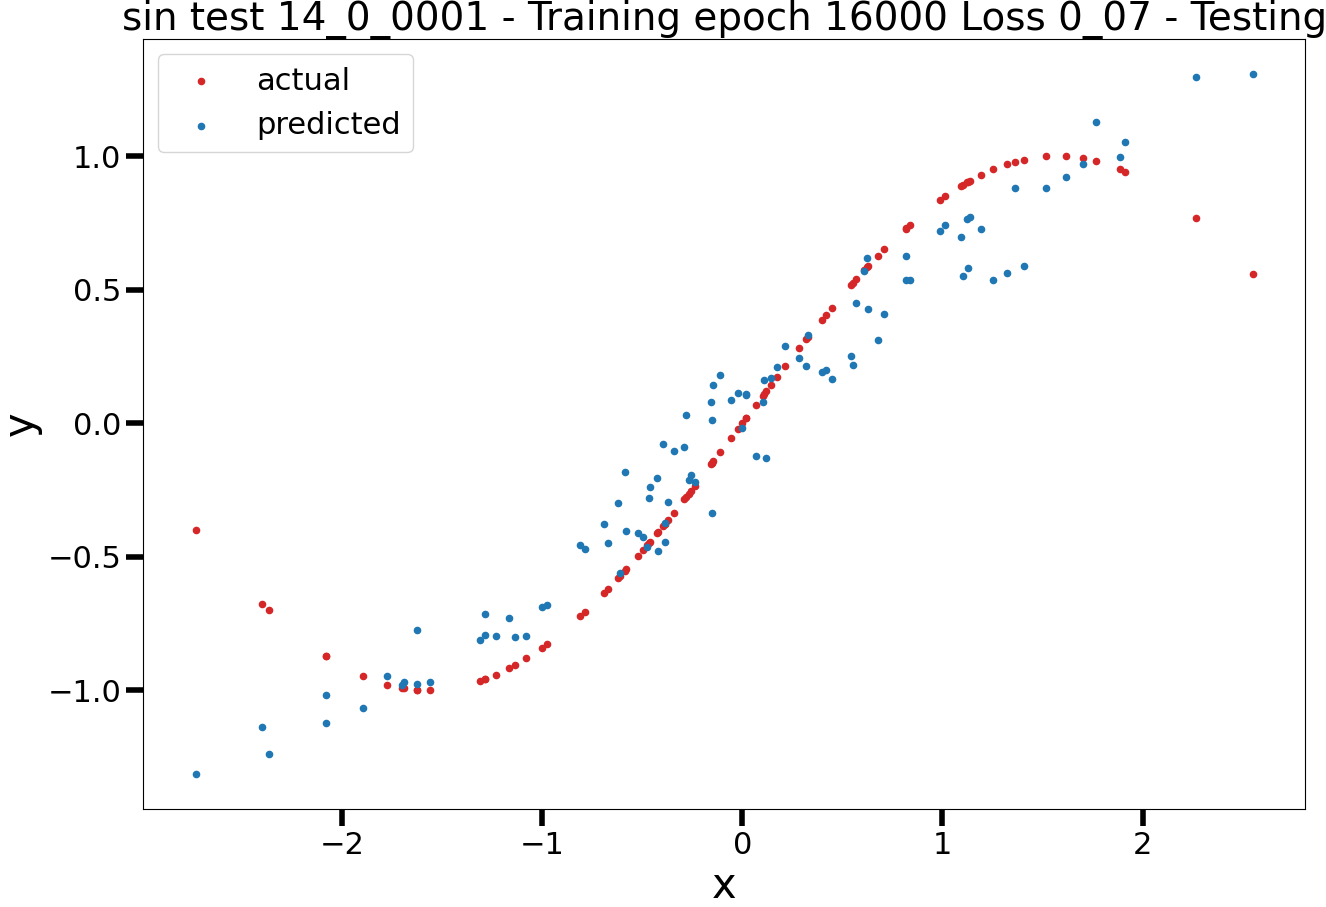 sin test 14_0_0001 - Training epoch 16000 Loss 0_07 - Testing
actual
predicted
1.0
0.5
0.0
−0.5
−1.0
y
−2 −1 0 1 2
x